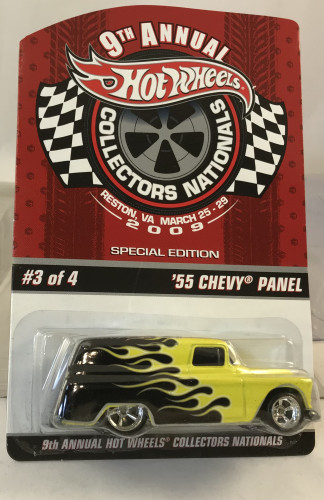 9TH ANNUAL
Hot Wheels®
COLLECTORS NATIONALS
RESTON, VA MARCH 25 - 29
2009
SPECIAL EDITION
#3 of 4
'55 CHEVY® PANEL
9th ANNUAL HOT WHEELS® COLLECTORS NATIONALS